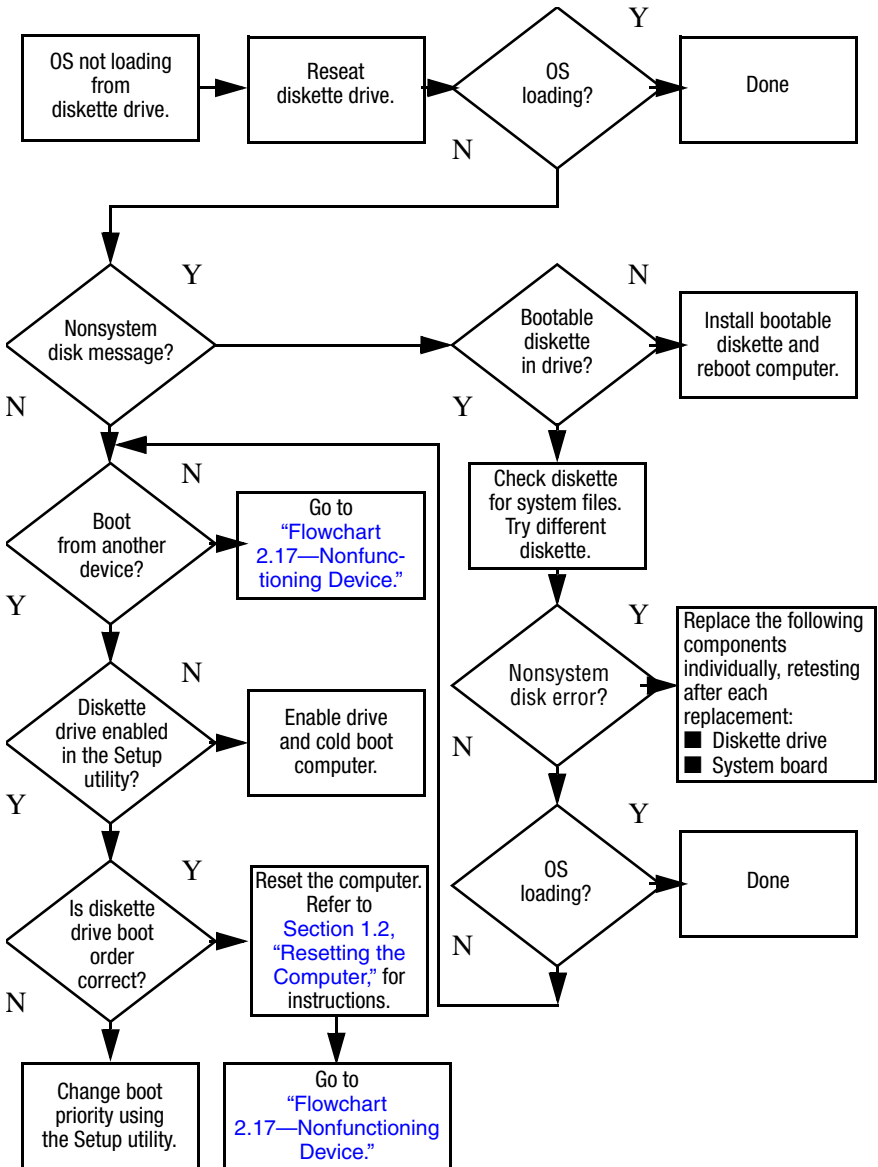 OS not loading
from
diskette drive.
Reseat
diskette drive.
OS
loading?
Y
N
Done
Nonsystem
disk message?
Y
N
Bootable
diskette
in drive?
N
Y
Install bootable
diskette and
reboot computer.
Check diskette
for system files.
Try different
diskette.
Boot
from another
device?
N
Y
Go to
“Flowchart
2.17—Nonfunc-
tioning Device.”
Nonsystem
disk error?
Y
N
Replace the following
components
individually, retesting
after each
replacement:
■ Diskette drive
■ System board
Diskette
drive enabled
in the Setup
utility?
N
Y
Enable drive
and cold boot
computer.
OS
loading?
Y
N
Done
Is diskette
drive boot
order
correct?
Y
N
Reset the computer.
Refer to
Section 1.2,
“Resetting the
Computer,” for
instructions.
Change boot
priority using
the Setup utility.
Go to
“Flowchart
2.17—Nonfunctioning
Device.”